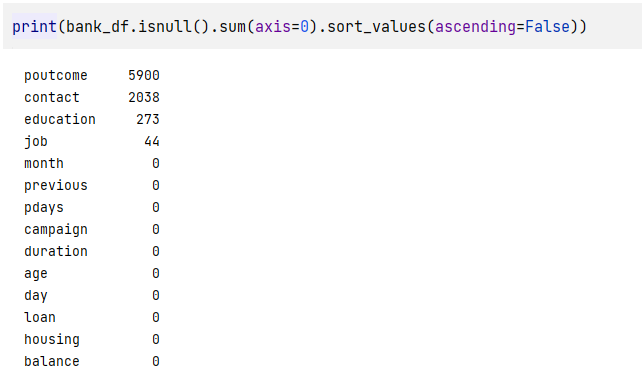 print(bank_df.isnull().sum(axis=0).sort_values(ascending=False))
poutcome 5900
contact 2038
education 273
job 44
month 0
previous 0
pdays 0
campaign 0
duration 0
age 0
day 0
loan 0
housing 0
balance 0